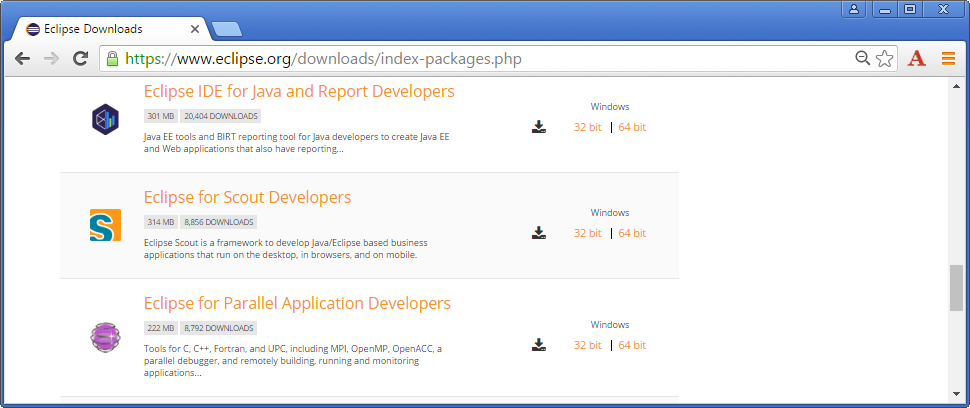 Eclipse Downloads
https://www.eclipse.org/downloads/index-packages.php
A
Eclipse IDE for Java and Report Developers
301 MB 20,404 DOWNLOADS
Java EE tools and BIRT reporting tool for Java developers to create Java EE
and Web applications that also have reporting...
Windows
32 bit | 64 bit
S
Eclipse for Scout Developers
314 MB 8,856 DOWNLOADS
Eclipse Scout is a framework to develop Java/Eclipse based business
applications that run on the desktop, in browsers, and on mobile.
Windows
32 bit | 64 bit
Eclipse for Parallel Application Developers
222 MB 8,792 DOWNLOADS
Tools for C, C++, Fortran, and UPC, including MPI, OpenMP, OpenACC, a
parallel debugger, and remotely building, running and monitoring
applications...
Windows
32 bit | 64 bit